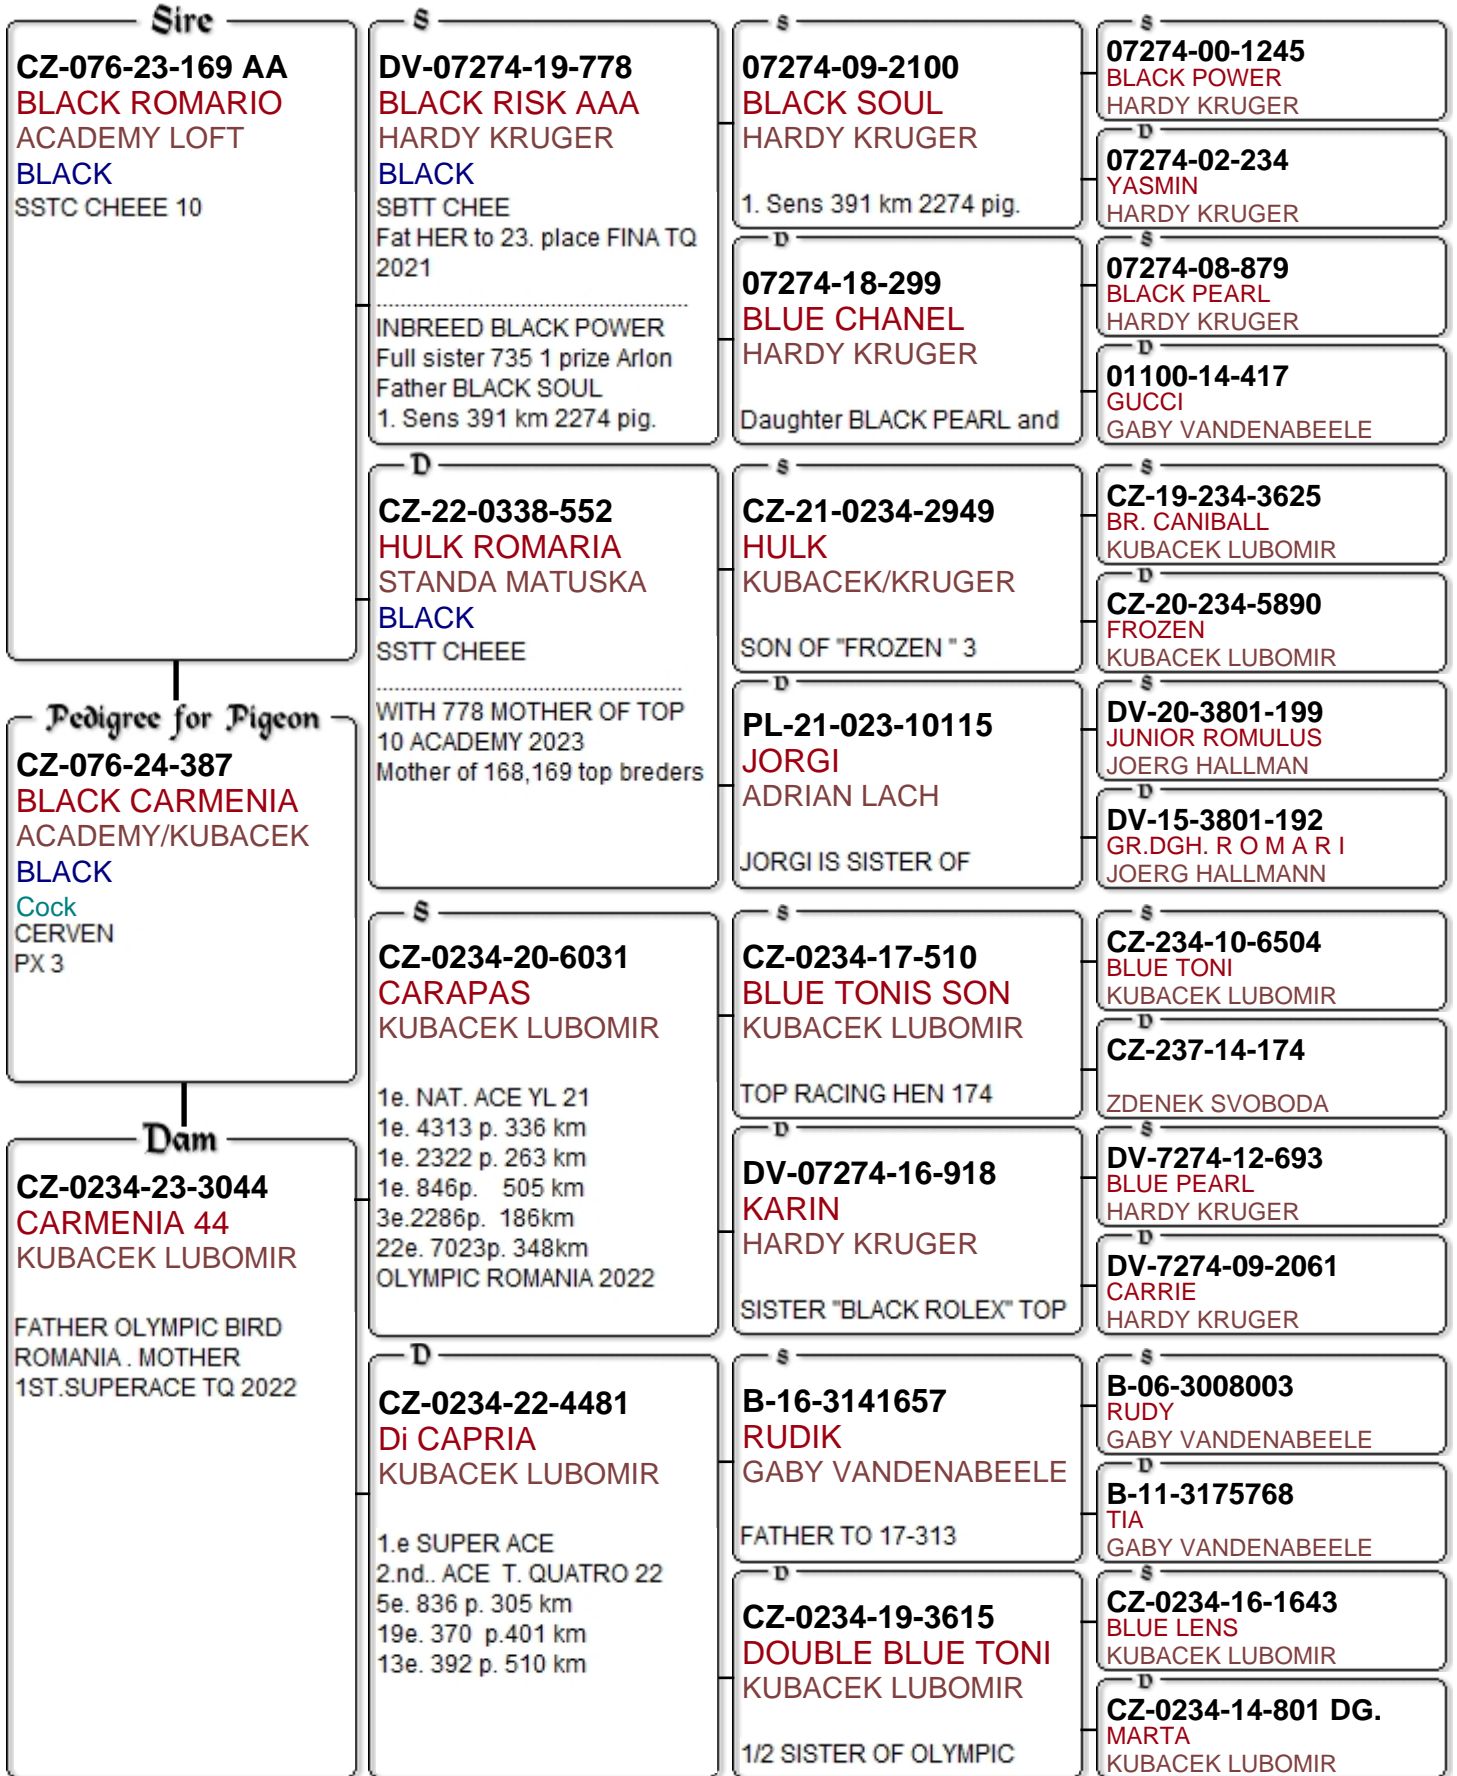 Sire
CZ-076-23-169 AA
BLACK ROMARIO
ACADEMY LOFT
BLACK
SSTC CHEEE 10
Pedigree for Pigeon
CZ-076-24-387
BLACK CARMENIA
ACADEMY/KUBACEK
BLACK
Cock
CERVEN
PX 3
Dam
CZ-0234-23-3044
CARMENIA 44
KUBACEK LUBOMIR
FATHER OLYMPIC BIRD
ROMANIA . MOTHER
1ST.SUPERACE TQ 2022
S
DV-07274-19-778
BLACK RISK AAA
HARDY KRUGER
BLACK
SBTT CHEE
Fat HER to 23. place FINA TQ
2021
....................................................
INBREED BLACK POWER
Full sister 735 1 prize Arlon
Father BLACK SOUL
1. Sens 391 km 2274 pig.
D
CZ-22-0338-552
HULK ROMARIA
STANDA MATUSKA
BLACK
SSTT CHEEE
...................................................
WITH 778 MOTHER OF TOP
10 ACADEMY 2023
Mother of 168,169 top breders
S
CZ-0234-20-6031
CARAPAS
KUBACEK LUBOMIR
1e. NAT. ACE YL 21
1e. 4313 p. 336 km
1e. 2322 p. 263 km
1e. 846p. 505 km
3e.2286p. 186km
22e. 7023p. 348km
OLYMPIC ROMANIA 2022
D
CZ-0234-22-4481
Di CAPRIA
KUBACEK LUBOMIR
1.e SUPER ACE
2.nd.. ACE T. QUATRO 22
5e. 836 p. 305 km
19e. 370 p.401 km
13e. 392 p. 510 km
S
07274-09-2100
BLACK SOUL
HARDY KRUGER
1. Sens 391 km 2274 pig.
D
07274-18-299
BLUE CHANEL
HARDY KRUGER
Daughter BLACK PEARL and
S
CZ-21-0234-2949
HULK
KUBACEK/KRUGER
SON OF "FROZEN " 3
D
PL-21-023-10115
JORGI
ADRIAN LACH
JORGI IS SISTER OF
S
CZ-0234-17-510
BLUE TONIS SON
KUBACEK LUBOMIR
TOP RACING HEN 174
D
DV-07274-16-918
KARIN
HARDY KRUGER
SISTER "BLACK ROLEX" TOP
S
B-16-3141657
RUDIK
GABY VANDENABEELE
FATHER TO 17-313
D
CZ-0234-19-3615
DOUBLE BLUE TONI
KUBACEK LUBOMIR
1/2 SISTER OF OLYMPIC
S
07274-00-1245
BLACK POWER
HARDY KRUGER
D
07274-02-234
YASMIN
HARDY KRUGER
S
07274-08-879
BLACK PEARL
HARDY KRUGER
D
01100-14-417
GUCCI
GABY VANDENABEELE
S
CZ-19-234-3625
BR. CANIBALL
KUBACEK LUBOMIR
D
CZ-20-234-5890
FROZEN
KUBACEK LUBOMIR
S
DV-20-3801-199
JUNIOR ROMULUS
JOERG HALLMAN
D
DV-15-3801-192
GR.DGH. R O M A R I
JOERG HALLMANN
S
CZ-234-10-6504
BLUE TONI
KUBACEK LUBOMIR
D
CZ-237-14-174
ZDENEK SVOBODA
S
DV-7274-12-693
BLUE PEARL
HARDY KRUGER
D
DV-7274-09-2061
CARRIE
HARDY KRUGER
S
B-06-3008003
RUDY
GABY VANDENABEELE
D
B-11-3175768
TIA
GABY VANDENABEELE
S
CZ-0234-16-1643
BLUE LENS
KUBACEK LUBOMIR
D
CZ-0234-14-801 DG.
MARTA
KUBACEK LUBOMIR